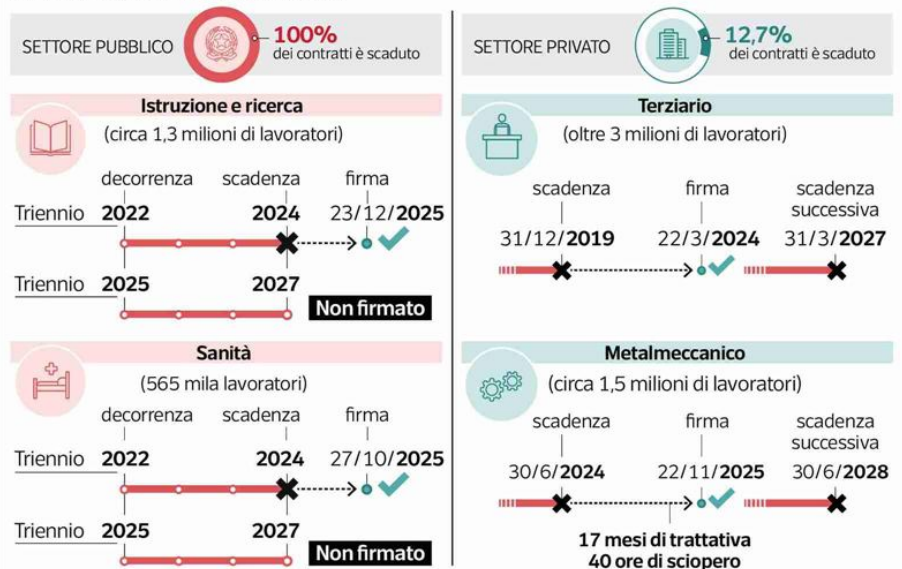 SETTORE PUBBLICO
100%
dei contratti è scaduto
Istruzione e ricerca
(circa 1,3 milioni di lavoratori)
decorrenza scadenza firma
Triennio 2022 2024 23/12/2025
Triennio 2025 2027
Non firmato
Sanità
(565 mila lavoratori)
decorrenza scadenza firma
Triennio 2022 2024 27/10/2025
Triennio 2025 2027
Non firmato
SETTORE PRIVATO
12,7%
dei contratti è scaduto
Terziario
(oltre 3 milioni di lavoratori)
scadenza firma scadenza
successiva
31/12/2019 22/3/2024 31/3/2027
Metalmeccanico
(circa 1,5 milioni di lavoratori)
scadenza firma scadenza
successiva
30/6/2024 22/11/2025 30/6/2028
17 mesi di trattativa
40 ore di sciopero